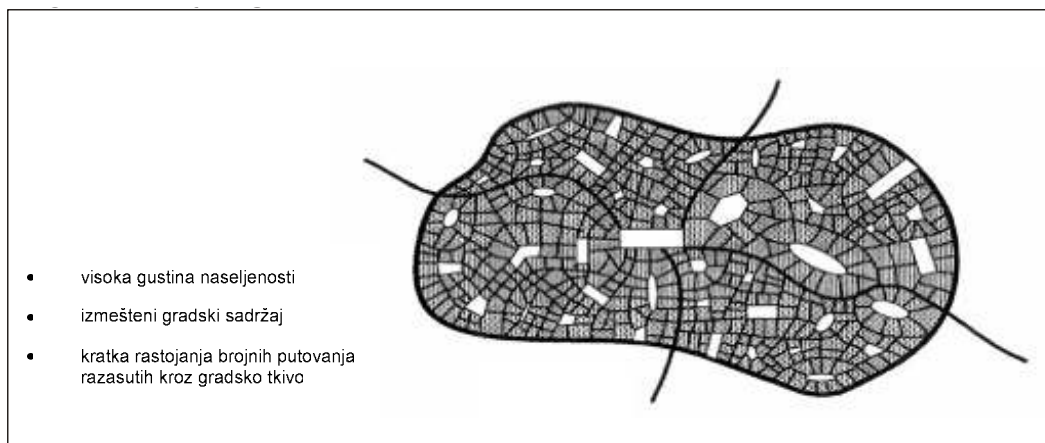 • visoka gustina naseljenosti
• izmešteni gradski sadržaj
• kratka rastojanja brojnih putovanja
razasutih kroz gradsko tkivo